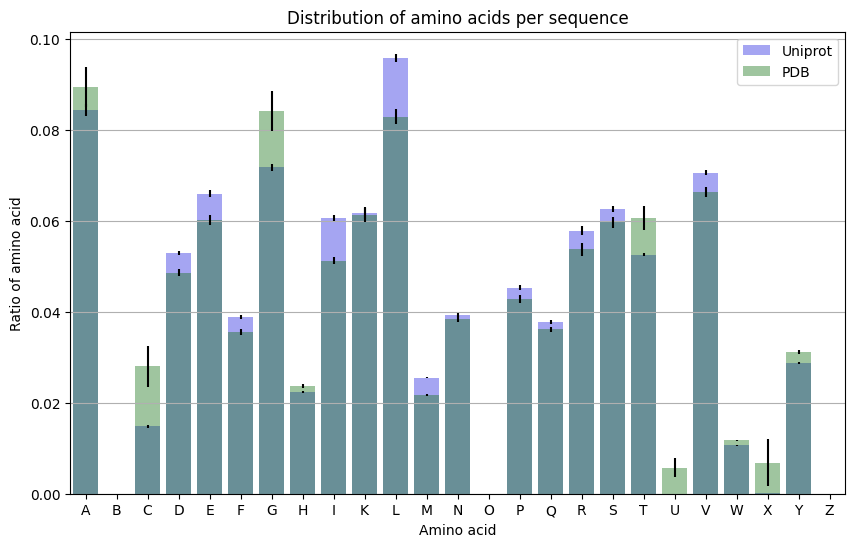 Distribution of amino acids per sequence
Uniprot
PDB
Ratio of amino acid
0.10
0.08
0.06
0.04
0.02
0.00
A B C D E F G H I K L M N O P Q R S T U V W X Y Z
Amino acid